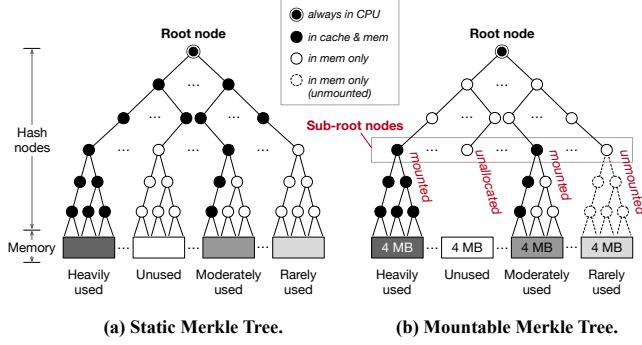 Root node
always in CPU
in cache & mem
in mem only
in mem only
(unmounted)
Root node
Hash
nodes
Memory
...
...
...
...
...
...
Heavily
used
Unused
Moderately
used
Rarely
used
(a) Static Merkle Tree.
Sub-root nodes
...
...
...
mounted
unallocated
mounted
unmounted
4 MB
...
4 MB
...
4 MB
...
4 MB
Heavily
used
Unused
Moderately
used
Rarely
used
(b) Mountable Merkle Tree.